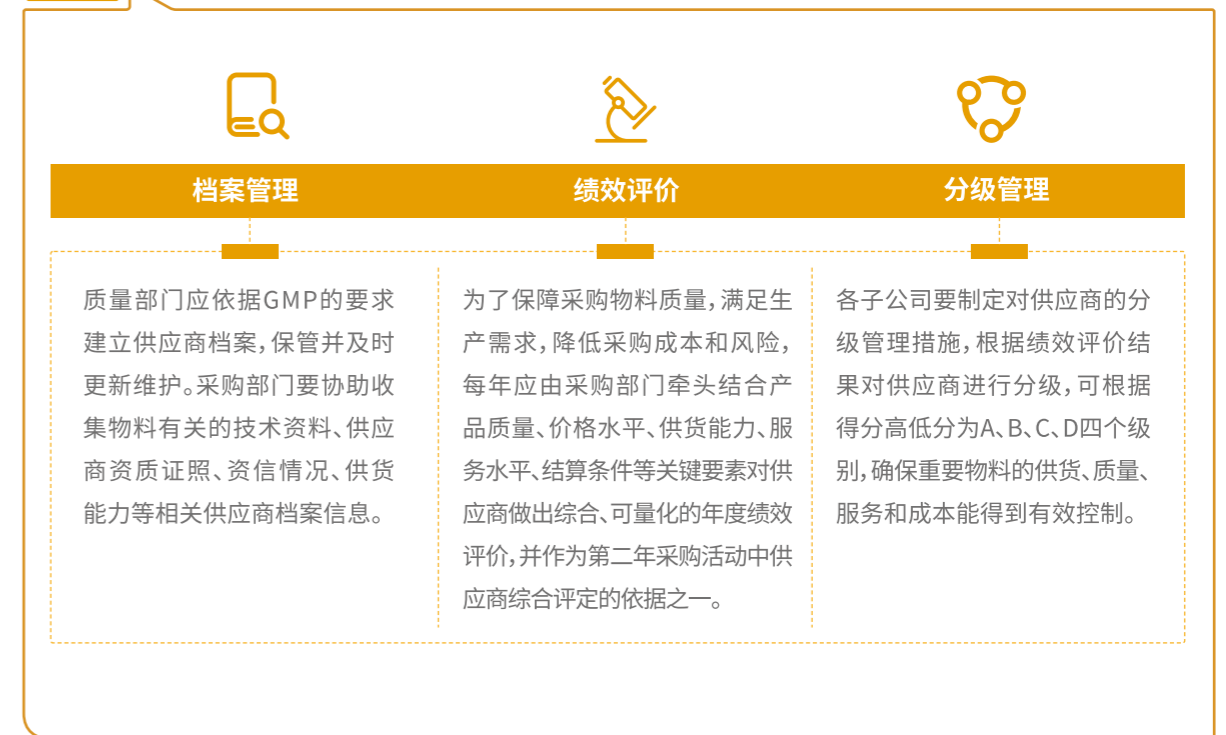 档案管理
绩效评价
分级管理
质量部门应依据GMP的要求
建立供应商档案,保管并及时
更新维护。采购部门要协助收
集物料有关的技术资料、供应
商资质证照、资信情况、供货
能力等相关供应商档案信息。
为了保障采购物料质量,满足生
产需求,降低采购成本和风险,
每年应由采购部门牵头结合产
品质量、价格水平、供货能力、服
务水平、结算条件等关键要素对供
应商做出综合、可量化的年度绩效
评价,并作为第二年采购活动中供
应商综合评定的依据之一。
各子公司要制定对供应商的分
级管理措施,根据绩效评价结
果对供应商进行分级,可根据
得分高低分为A、B、C、D四个级
别,确保重要物料的供货、质量、
服务和成本能得到有效控制。